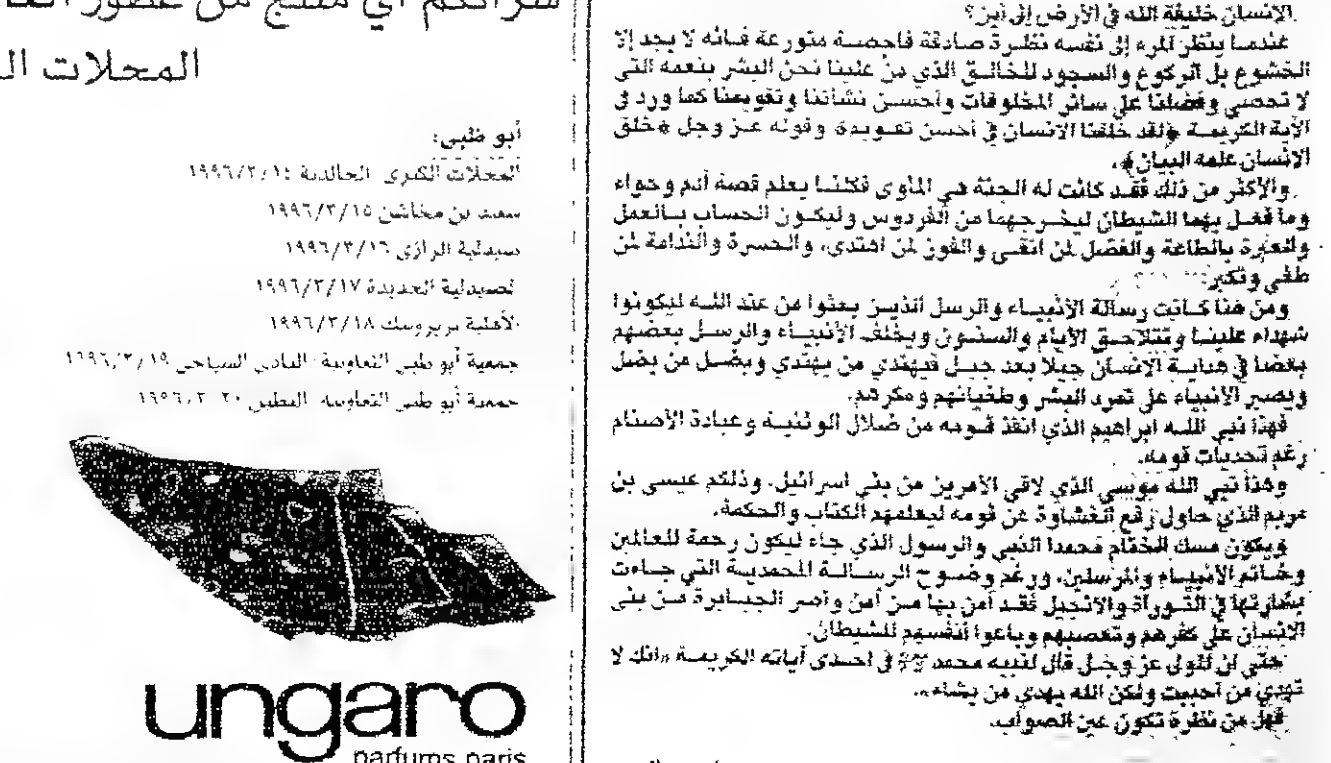 الإنسان خليفة الله في الأرض إلى أين؟
عندما ينظر المرء إلى نفسه نظرة صادقة فاحصة متورعة فانه لا يجد إلا
الخشوع بل الركوع والسجود للخالق الذي منّ علينا نحن البشر بنعمه التي
لا تحصى وفضلنا على سائر المخلوقات وأحسن نشأتنا وتقويمنا كما ورد في
الآية الكريمة ﴿لقد خلقنا الانسان في أحسن تقويم﴾ وقوله عز وجل ﴿خلق
الإنسان علمه البيان﴾.
والأكثر من ذلك فقد كانت له الجنة هي المأوى فكلنا يعلم قصة آدم وحواء
وما فعل بهما الشيطان ليخرجهما من الفردوس وليكون الحساب بالعمل
والعبرة بالطاعة والفضل لمن اتقى والفوز لمن اهتدى، والحسرة والندامة لمن
طغى وتكبر.
ومن هنا كانت رسالة الأنبياء والرسل الذين بعثوا من عند الله ليكونوا
شهداء علينا وتتلاحق الأيام والسنون ويخلف الأنبياء والرسل بعضهم
بعضا في هداية الإنسان جيلا بعد جيل فيهتدي من يهتدي ويضل من يضل
ويصبر الأنبياء على تمرد البشر وطغيانهم ومكرهم.
فهذا نبي الله ابراهيم الذي انقذ قومه من ضلال الوثنية وعبادة الأصنام
رغم تحديات قومه.
وهذا نبي الله موسى الذي لاقى الأمرين من بني اسرائيل. وذلكم عيسى بن
مريم الذي حاول رفع الغشاوة عن قومه ليعلمهم الكتاب والحكمة.
ويكون مسك الختام محمدا النبي والرسول الذي جاء ليكون رحمة للعالمين
وخاتم الأنبياء والمرسلين، ورغم وضوح الرسالة المحمدية التي جاءت
بشارتها في التوراة والانجيل فقد آمن بها من آمن وأصر الجبابرة من بني
الانسان على كفرهم وتعصبهم وباعوا أنفسهم للشيطان.
حتى ان المولى عز وجل قال لنبيه محمد ﷺ في احدى آياته الكريمة «انك لا
تهدي من أحببت ولكن الله يهدي من يشاء».
فهل من نظرة تكون عين الصواب.
أي منتج من عطور
المحلات
أبو ظبي:
المحلات الكبرى الخالدية ١٩٩٦/٣/١٤
سعيد بن مخاشن ١٩٩٦/٣/١٥
صيدلية الرازي ١٩٩٦/٣/١٦
الصيدلية الجديدة ١٩٩٦/٣/١٧
الأهلية بربروسك ١٩٩٦/٣/١٨
جمعية أبو ظبي التعاونية النادي السياحي ١٩٩٦/٣/١٩
جمعية أبو ظبي التعاونية البطين ١٩٩٦/٣/٢٠
ungaro
parfums paris